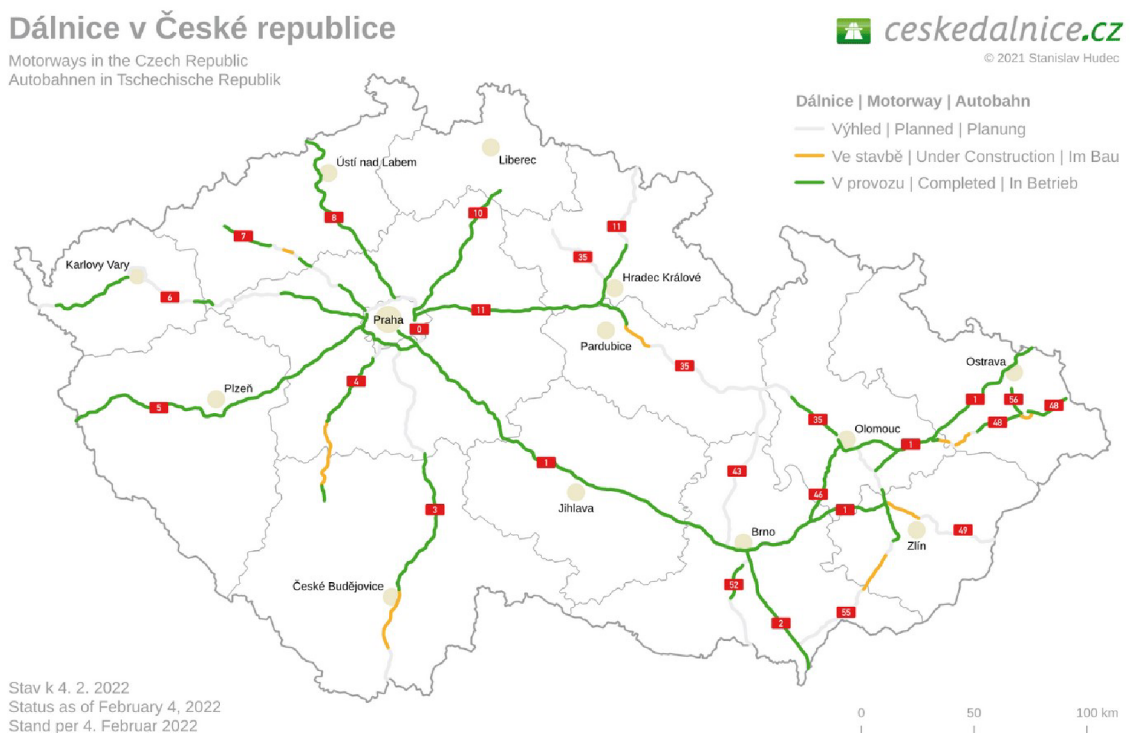 Dálnice v České republice
Motorways in the Czech Republic
Autobahnen in Tschechische Republik
ceskedalnice.cz
© 2021 Stanislav Hudec
Dálnice | Motorway | Autobahn
Výhled | Planned | Planung
Ve stavbě | Under Construction | Im Bau
V provozu | Completed | In Betrieb
Ústí nad Labem
Liberec
8
10
7
11
35
Karlovy Vary
6
Hradec Králové
11
Praha
0
Pardubice
35
Ostrava
4
Plzeň
5
1
56
48
48
35
Olomouc
1
1
43
46
Jihlava
3
1
Brno
49
Zlín
České Budějovice
52
2
55
Stav k 4. 2. 2022
Status as of February 4, 2022
Stand per 4. Februar 2022
0
50
100 km